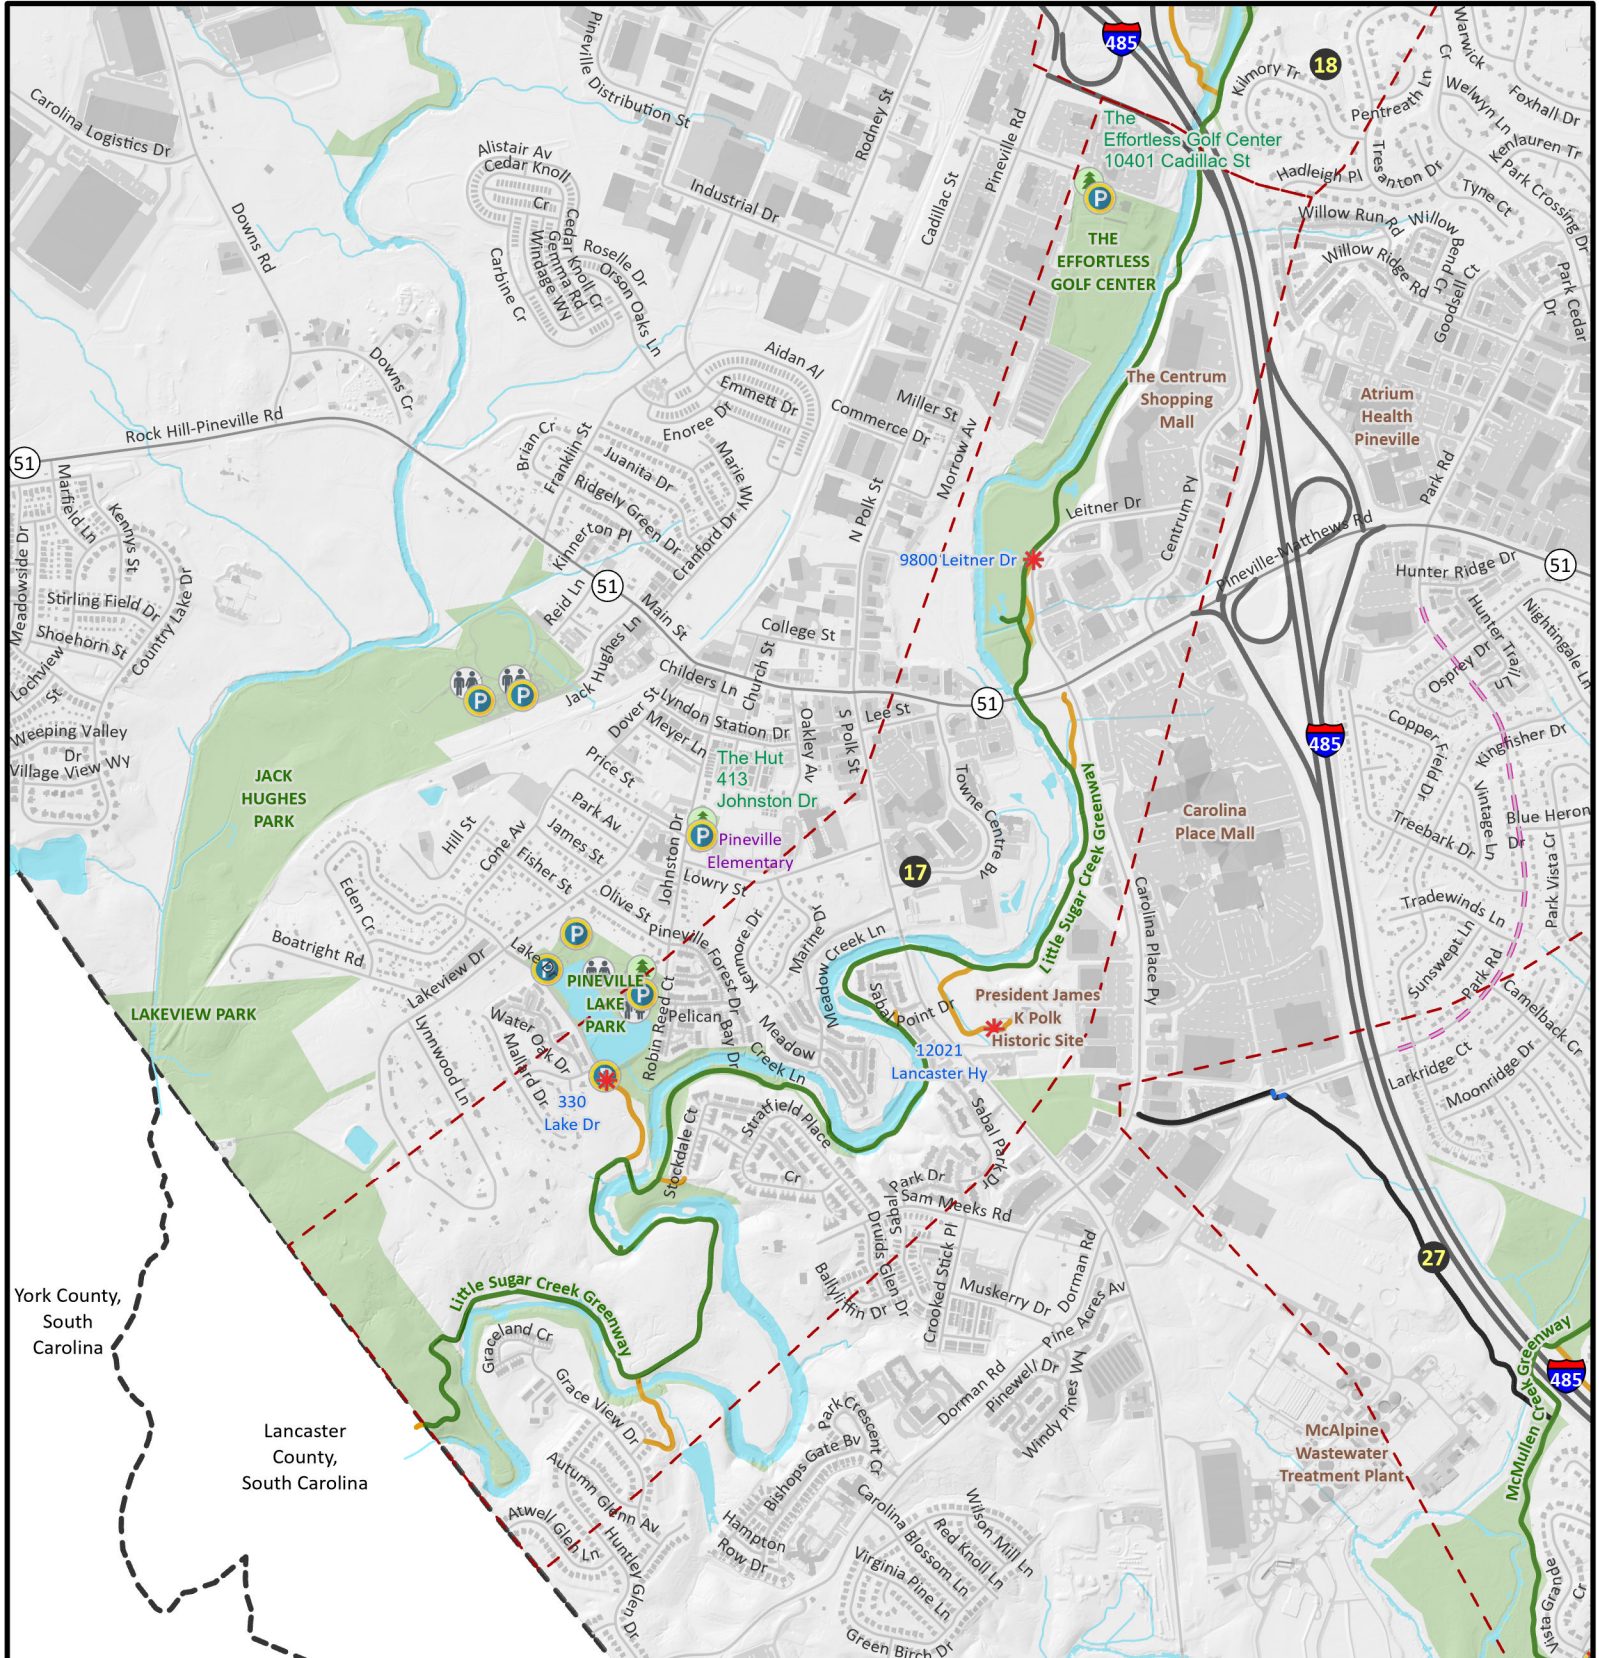 485
18
Kilmory Tr
Pentreath Ln
Warwick
Cr
Welwyn Ln
Foxhall Dr
Kenlauren Tr
Park Crossing Dr
Tresanton Dr
Tyne Ct
Hadleigh Pl
Willow Run Rd
Willow
Bend Cr
Willow Ridge Rd
Goodsell Ct
Park Cedar
Dr
Pineville Distribution St
Carolina Logistics Dr
Rodney St
Pineville Rd
Cadillac St
Industrial Dr
The
Effortless Golf Center
10401 Cadillac St
P
THE
EFFORTLESS
GOLF CENTER
Alistair Av
Cedar Knoll
Cr
Cedar Knoll Cr
Gemma Rd
Windage WN
Roselle Dr
Orson Oaks Ln
Carbine Cr
Downs Rd
Downs Cr
Aidan Al
Emmett Dr
Enoree Dr
Miller St
Commerce Dr
Morrow Av
N Polk St
The Centrum
Shopping
Mall
Atrium
Health
Pineville
Park Rd
Rock Hill-Pineville Rd
51
Brian Cr
Franklin St
Juanita Dr
Ridgely Green Dr
Marie Wy
Cranford Dr
Kihnerton Pl
Reid Ln
Leitner Dr
Centrum Py
9800 Leitner Dr
Pineville-Matthews Rd
Hunter Ridge Dr
51
Marfield Ln
Kennys St
Meadowside Dr
Stirling Field Dr
Shoehorn St
Country Lake Dr
Lochview
St
Weeping Valley
Dr
Village View WY
51
Main St
Jack Hughes Ln
College St
Church St
Childers Ln
Lyndon Station Dr
Dover St
Meyer Ln
Oakley Av
S Polk St
Lee St
51
P
P
Hunter Trail Ln
Nightingale Ln
Osprey Dr
Copper Field Dr
Kingfisher Dr
Vintage Ln
Treebark Dr
Blue Heron
Dr
Park Vista Cr
485
JACK
HUGHES
PARK
Price St
Park Av
James St
Hill St
Cone Av
Fisher St
The Hut
413
Johnston Dr
P
Pineville
Elementary
Johnston Dr
Lowry St
Towne Centre Bv
17
Little Sugar Creek Greenway
Carolina
Place Mall
Carolina Place Py
Tradewinds Ln
Sunswept Ln
Park Rd
Camelback Cr
Larkridge Ct
Moonridge Dr
Eden Cr
Boatright Rd
Lakeview Dr
Olive St
Pineville Forest Dr
Kenmore Dr
Marine Dr
Meadow Creek Ln
P
Lake
P
P
PINEVILLE
LAKE
PARK
Robin Reed Ct
Pelican
Bay Dr
Meadow
Creek Ln
Sabal Point Dr
President James
K Polk
Historic Site
12021
Lancaster Hy
LAKEVIEW PARK
Lynnwood Ln
Water Oak Dr
Mallard Dr
330
Lake Dr
Stockdale Ct
Stratfield Place
Cr
Sabal Park Dr
Park Dr
Sabal
Sam Meeks Rd
Druids Glen Dr
Crooked Stick Pl
Ballyliffin Dr
Muskerry Dr
Dorman Rd
Pine Acres Av
27
York County,
South
Carolina
Little Sugar Creek Greenway
Graceland Cr
Grace View Dr
Lancaster
County,
South Carolina
Autumn Glenn Av
Atwell Glen Ln
Huntley Glen Dr
Park
Crescent
Cr
Bishops Gate Bv
Hampton
Row Dr
Dorman Rd
Pinewell Dr
Windy Pines WN
Carolina Blossom Ln
Wilson Mill Ln
Red Knoll Ln
Virginia Pine Ln
Green Birch Dr
McAlpine
Wastewater
Treatment Plant
McMullen Creek Greenway
485
Vista Grande
Cr